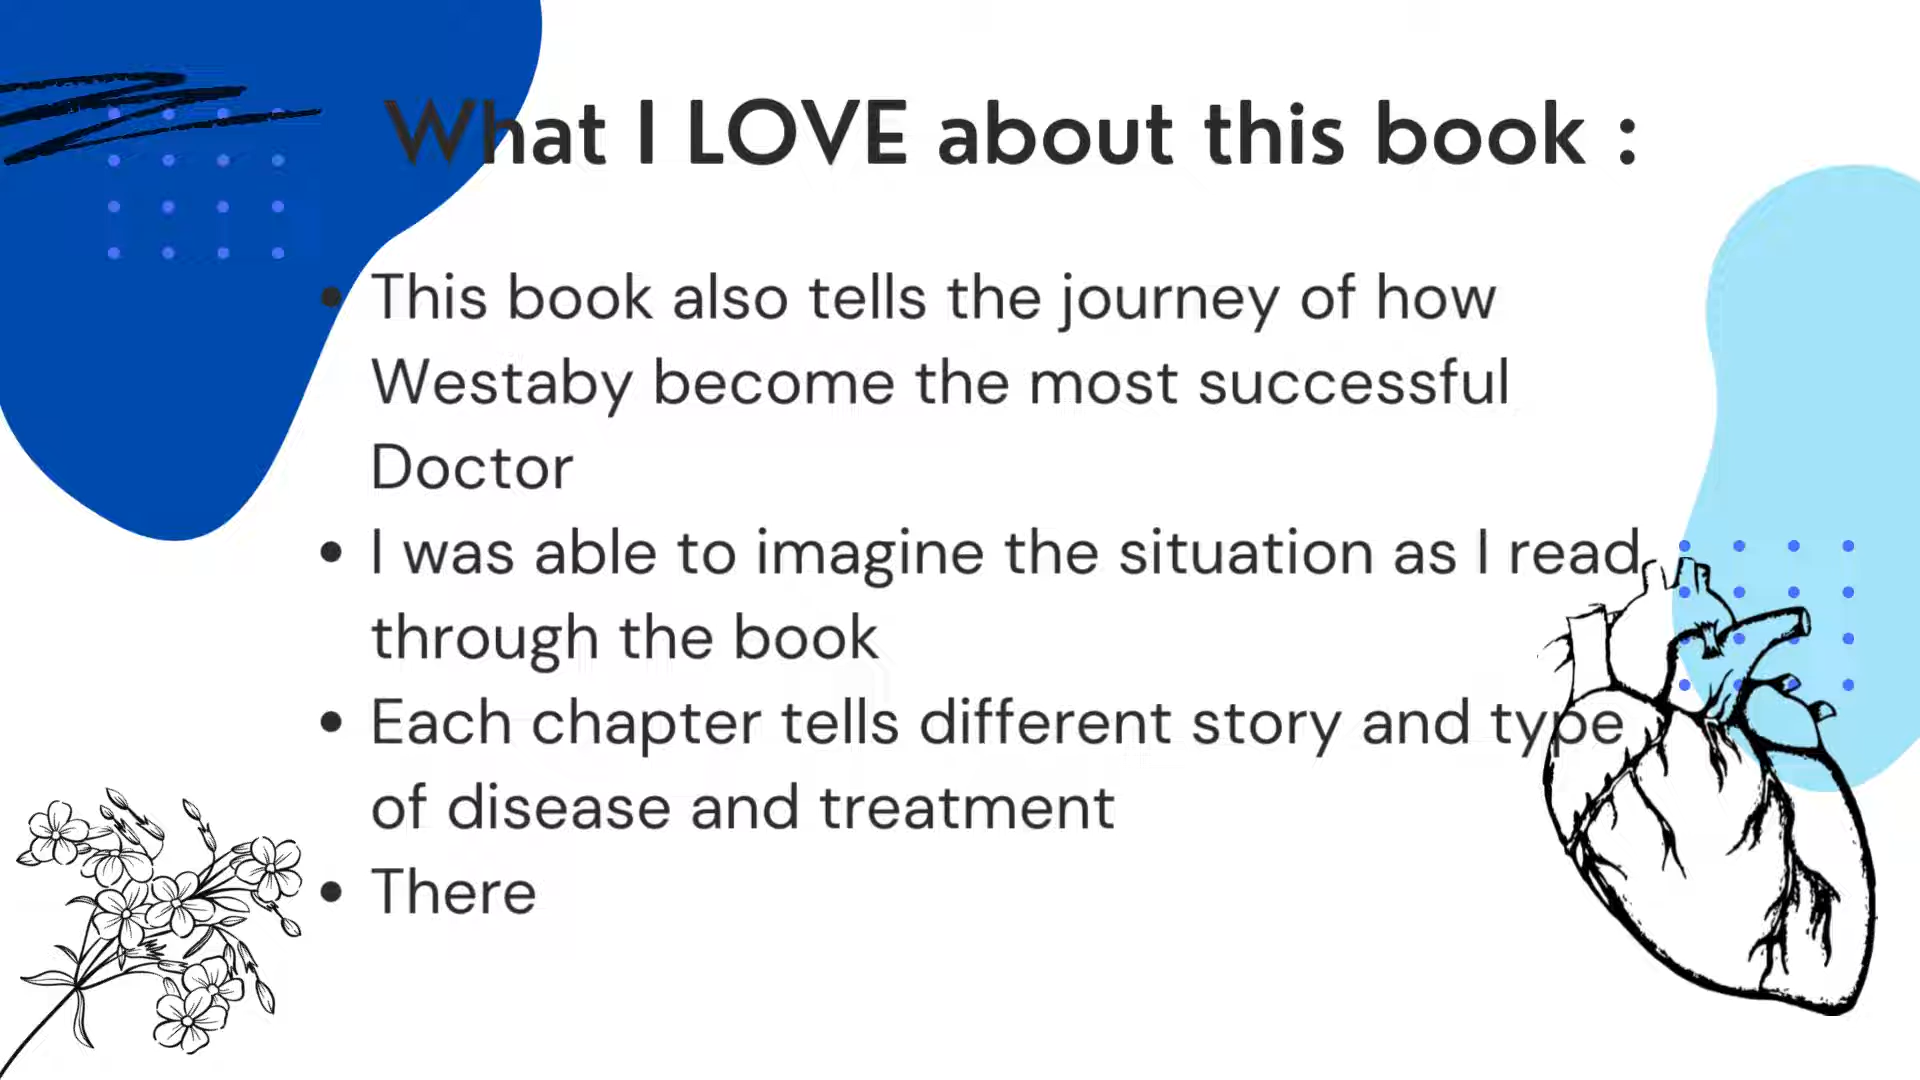 What I LOVE about this book :
• This book also tells the journey of how
Westaby become the most successful
Doctor
• I was able to imagine the situation as I read
through the book
• Each chapter tells different story and type
of disease and treatment
• There